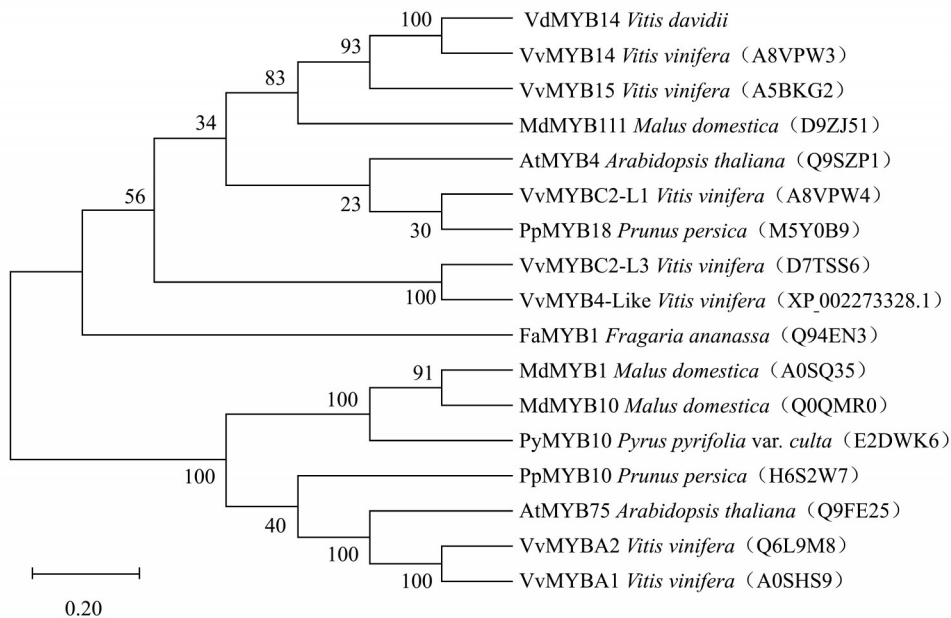 100
VdMYB14 Vitis davidii
93
VvMYB14 Vitis vinifera（A8VPW3）
83
VvMYB15 Vitis vinifera（A5BKG2）
34
MdMYB111 Malus domestica（D9ZJ51）
AtMYB4 Arabidopsis thaliana（Q9SZP1）
56
23
VvMYBC2-L1 Vitis vinifera（A8VPW4）
30
PpMYB18 Prunus persica（M5Y0B9）
VvMYBC2-L3 Vitis vinifera（D7TSS6）
100
VvMYB4-Like Vitis vinifera（XP_002273328.1）
FaMYB1 Fragaria ananassa（Q94EN3）
91
MdMYB1 Malus domestica（A0SQ35）
100
MdMYB10 Malus domestica（Q0QMR0）
PyMYB10 Pyrus pyrifolia var. culta（E2DWK6）
100
PpMYB10 Prunus persica（H6S2W7）
40
AtMYB75 Arabidopsis thaliana（Q9FE25）
100
VvMYBA2 Vitis vinifera（Q6L9M8）
100
VvMYBA1 Vitis vinifera（A0SHS9）
0.20